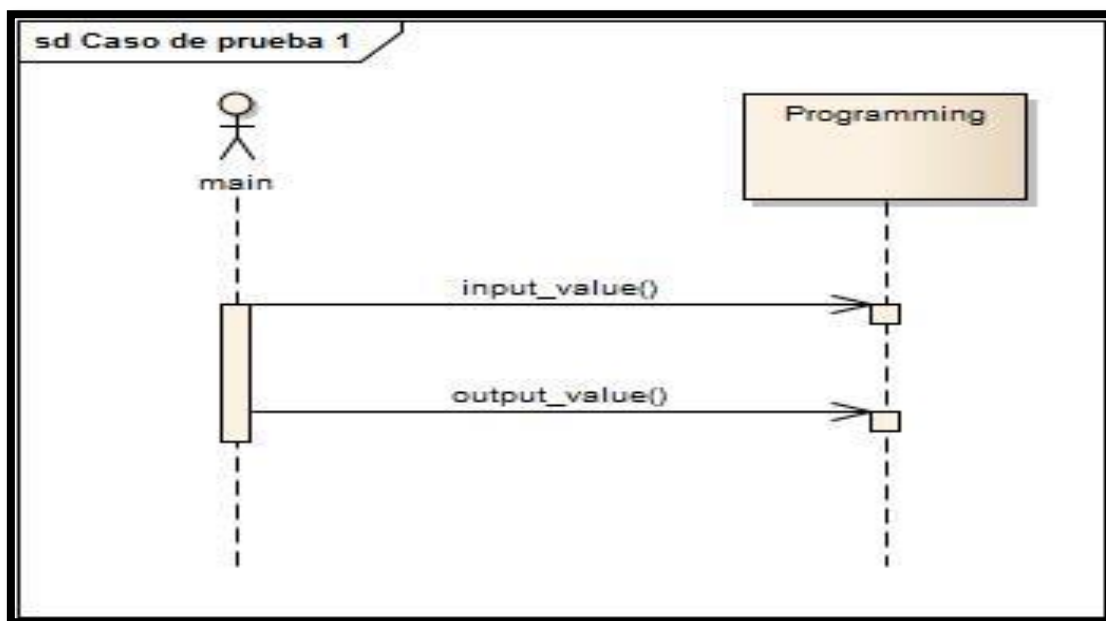 sd Caso de prueba 1
main
Programming
input_value()
output_value()